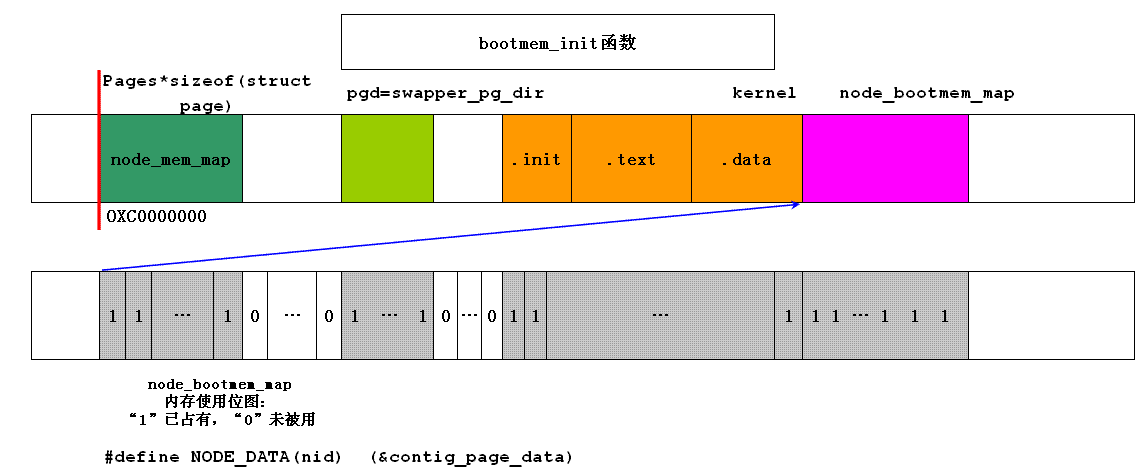 bootmem_init函数
Pages*sizeof(struct
page)
pgd=swapper_pg_dir
kernel
node_bootmem_map
node_mem_map
.init
.text
.data
0XC0000000
1 1 … 1 0 … 0 1 … 1 0 … 0 1 1 … 1 1 1 … 1 1 1
node_bootmem_map
内存使用位图:
“1”已占有, “0”未被用
#define NODE_DATA(nid) (&contig_page_data)